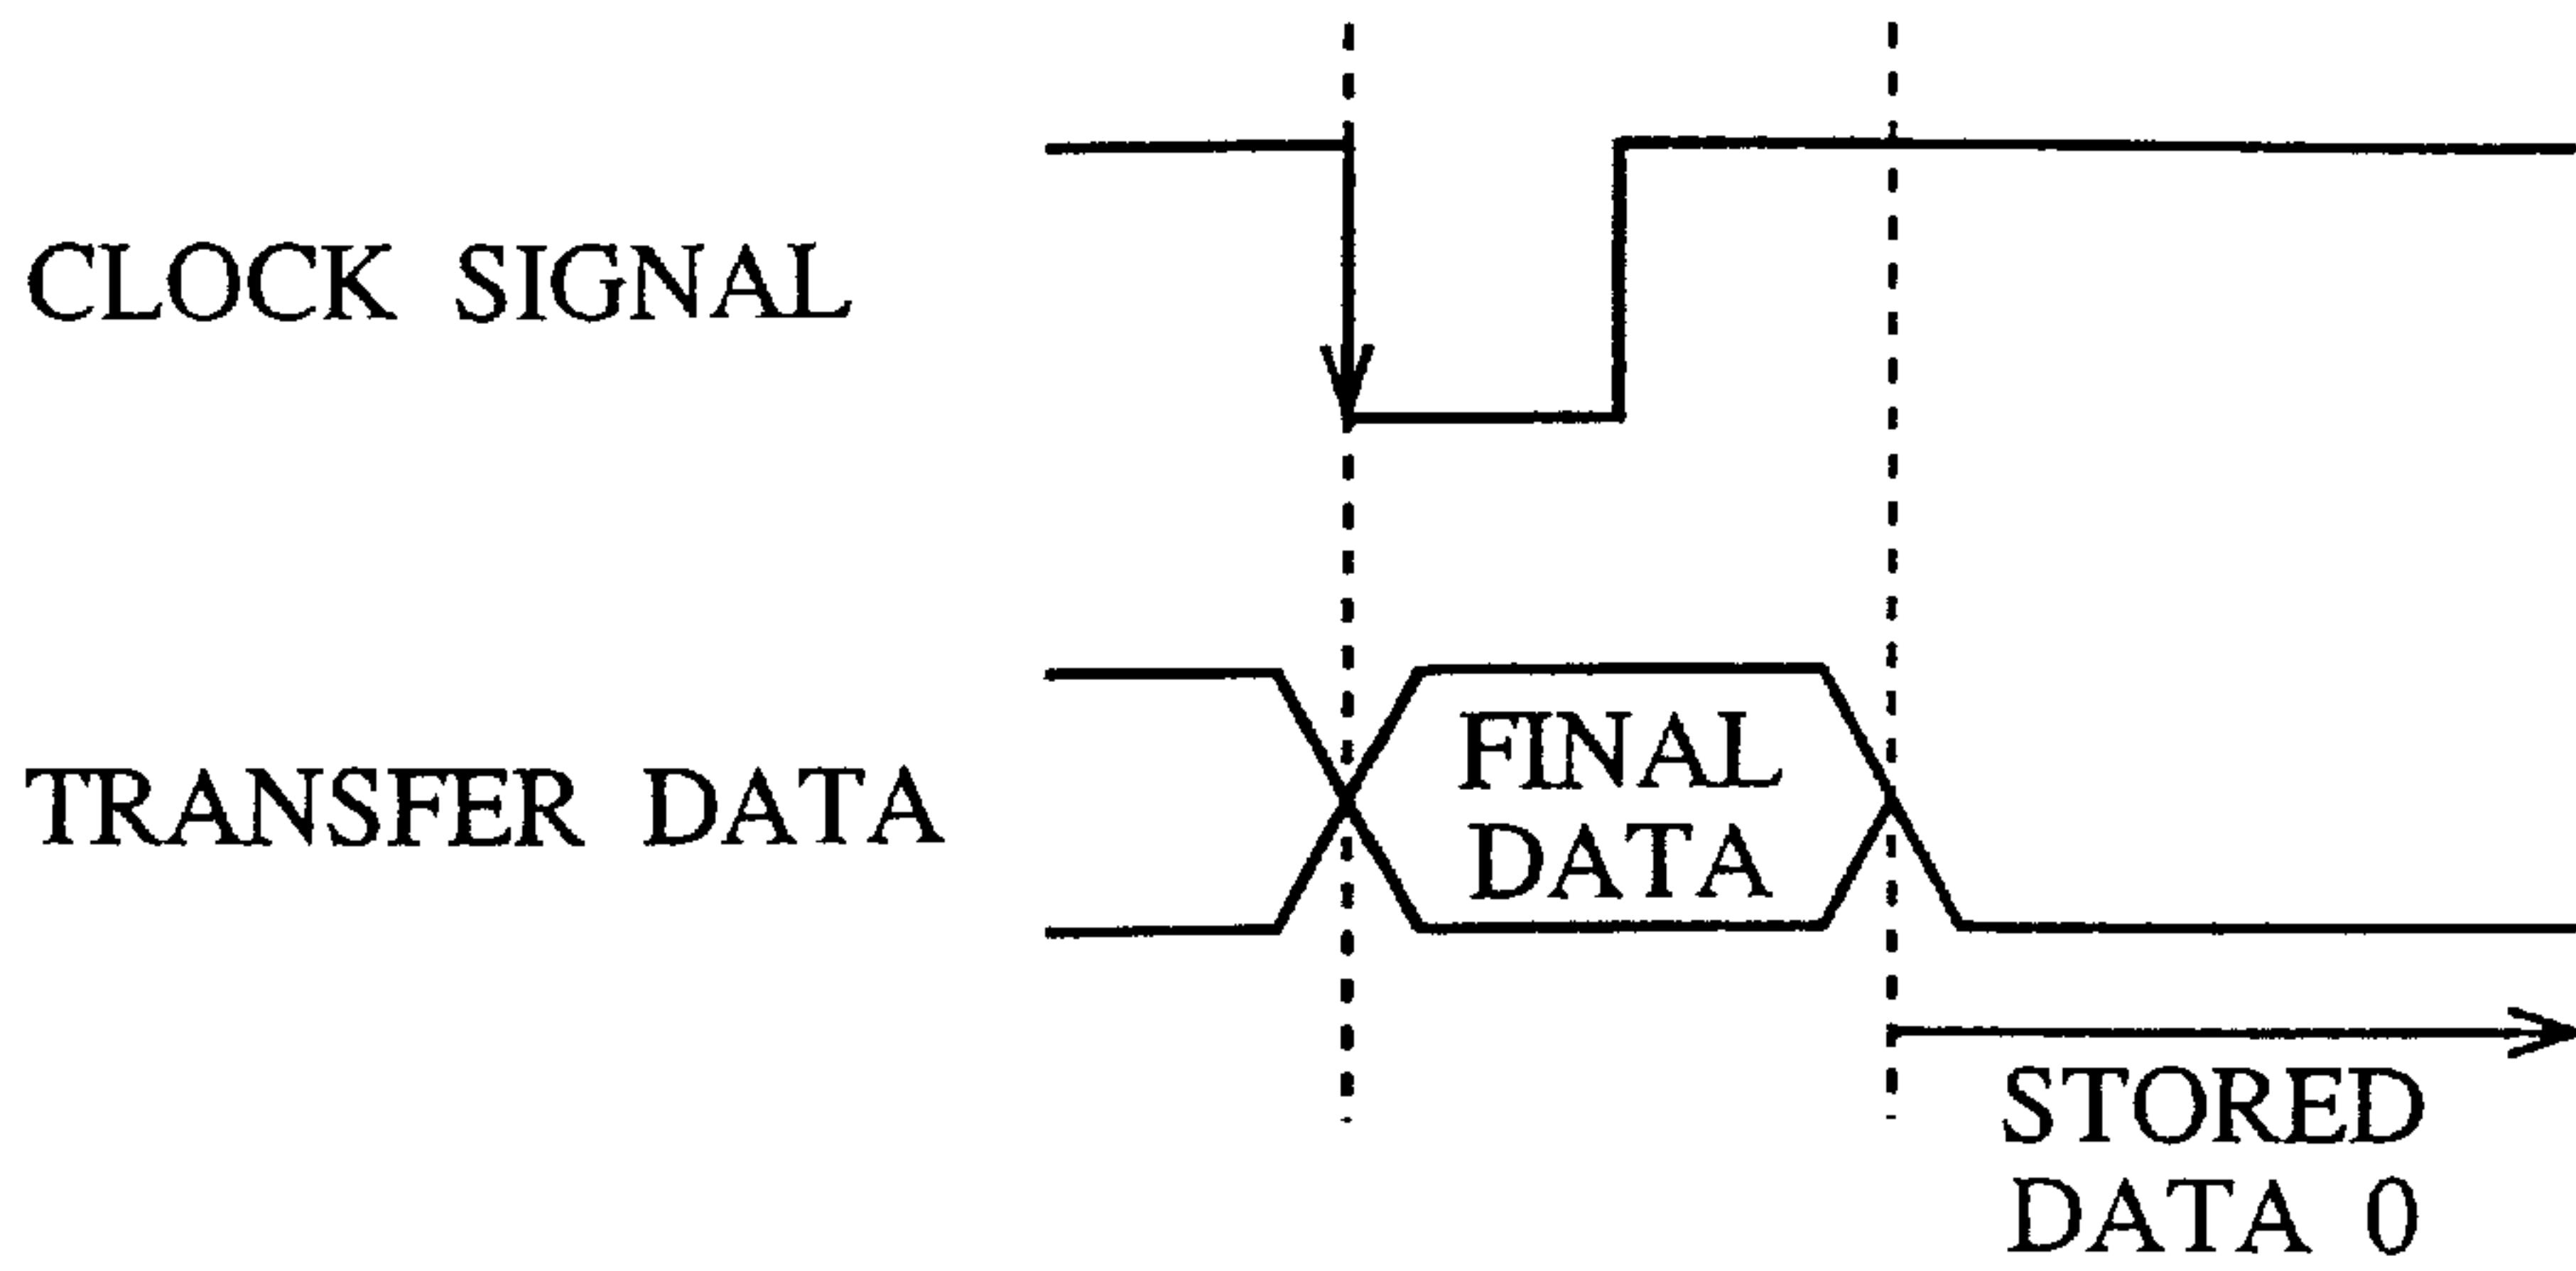 CLOCK SIGNAL
TRANSFER DATA
FINAL
DATA
STORED
DATA 0